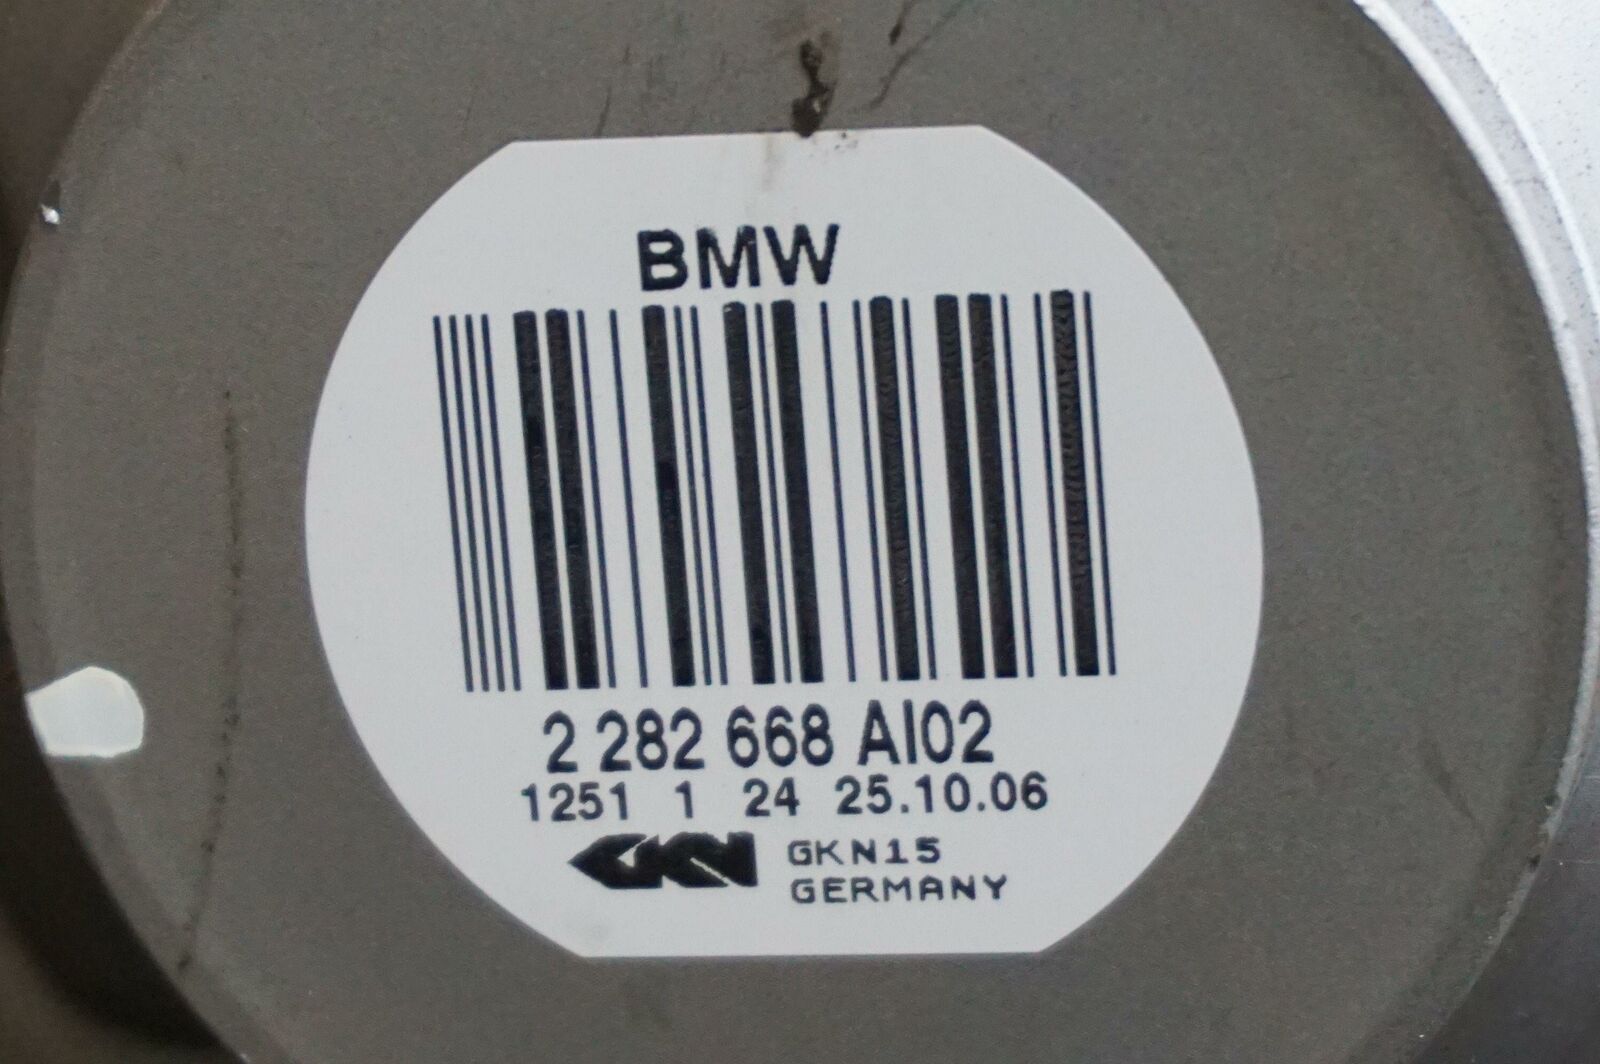 BMW
2 282 668 AI02
1251 1 24 25.10.06
GKN GKN15
GERMANY